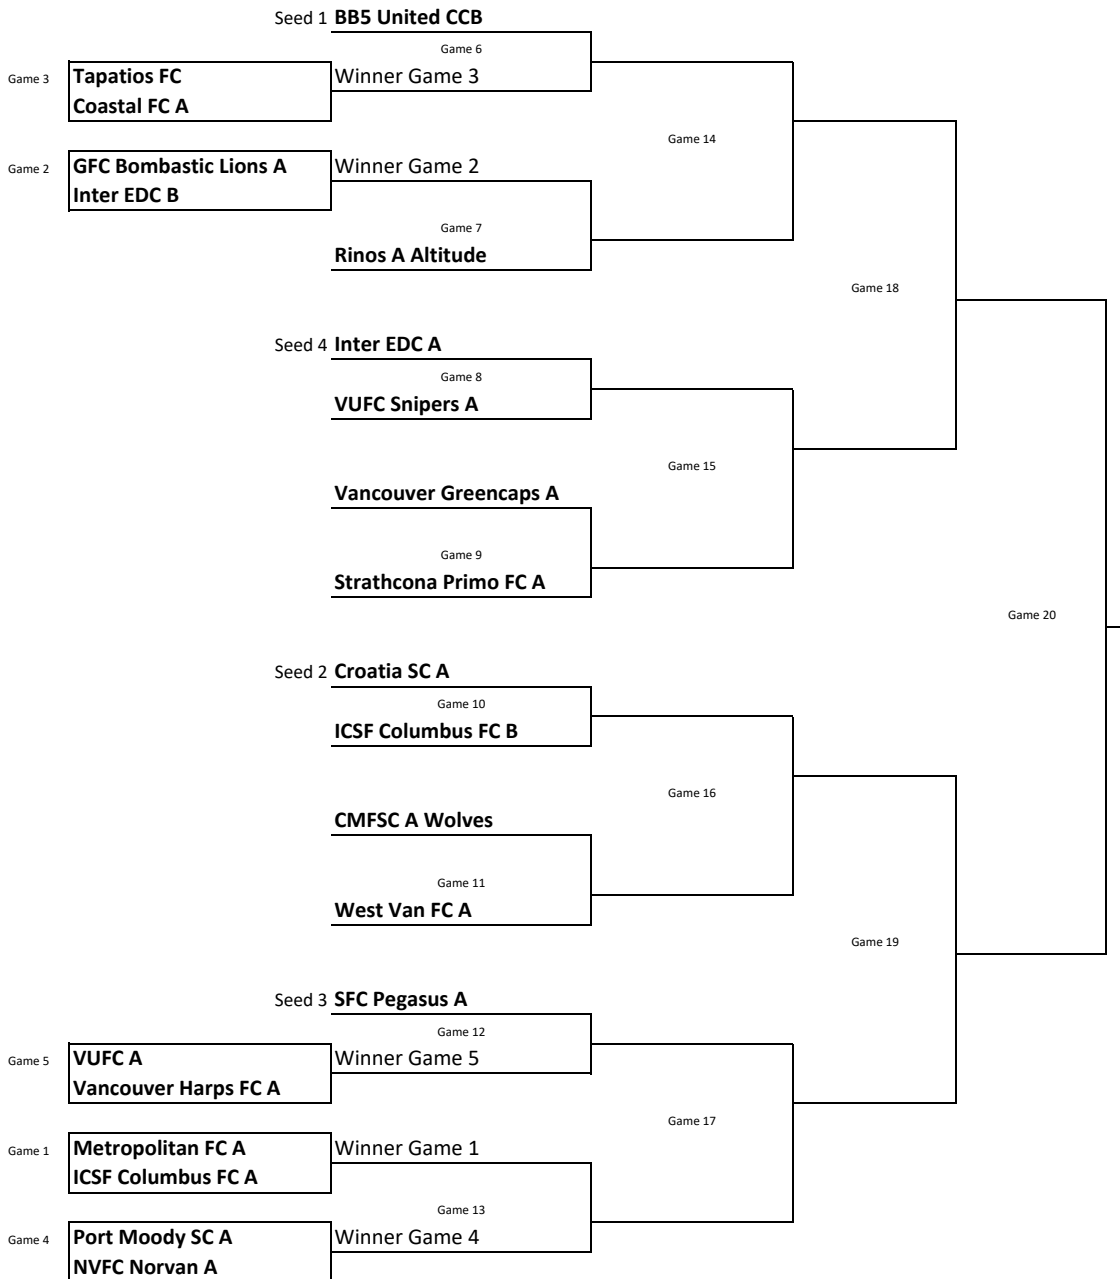 Seed 1 BB5 United CCB
Game 6
Game 3 Tapatios FC Winner Game 3
Coastal FC A
Game 14
Game 2 GFC Bombastic Lions A Winner Game 2
Inter EDC B
Game 7
Rinos A Altitude
Game 18
Seed 4 Inter EDC A
Game 8
VUFC Snipers A
Game 15
Vancouver Greencaps A
Game 9
Strathcona Primo FC A
Game 20
Seed 2 Croatia SC A
Game 10
ICSF Columbus FC B
Game 16
CMFSC A Wolves
Game 11
West Van FC A
Game 19
Seed 3 SFC Pegasus A
Game 12
Game 5 VUFC A Winner Game 5
Vancouver Harps FC A
Game 17
Game 1 Metropolitan FC A Winner Game 1
ICSF Columbus FC A
Game 13
Game 4 Port Moody SC A Winner Game 4
NVFC Norvan A